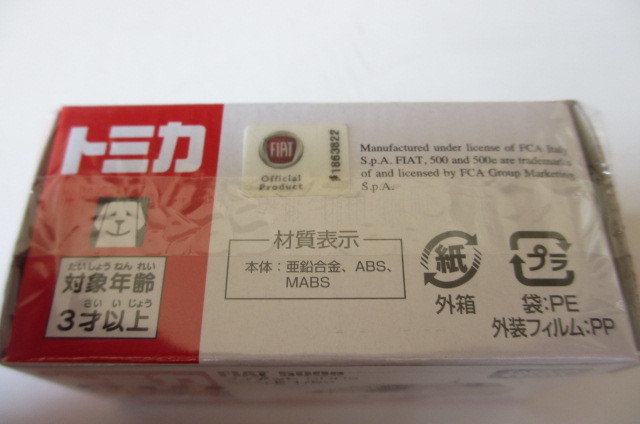 トミカ
FIAT
Official
Product
1863822
Manufactured under license of FCA Italy
S.p.A. FIAT, 500 and 500e are trademarks
of and licensed by FCA Group Marketing
S.p.A.
たいしょうねんれい
対象年齢
さいいじょう
3才以上
材質表示
本体：亜鉛合金、ABS、
MABS
紙
外箱
プラ
袋：PE
外装フィルム：PP
FIAT 500e